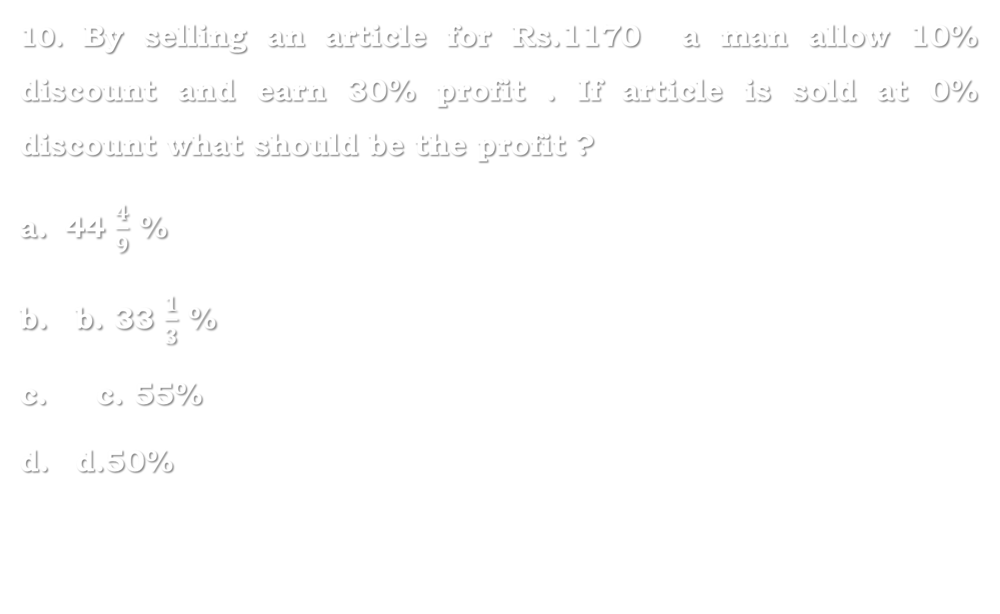 10. By selling an article for Rs.1170 a man allow 10%
discount and earn 30% profit . If article is sold at 0%
discount what should be the profit ?
a. 44 4/9 %
b. b. 33 1/3 %
c. c. 55%
d. d.50%